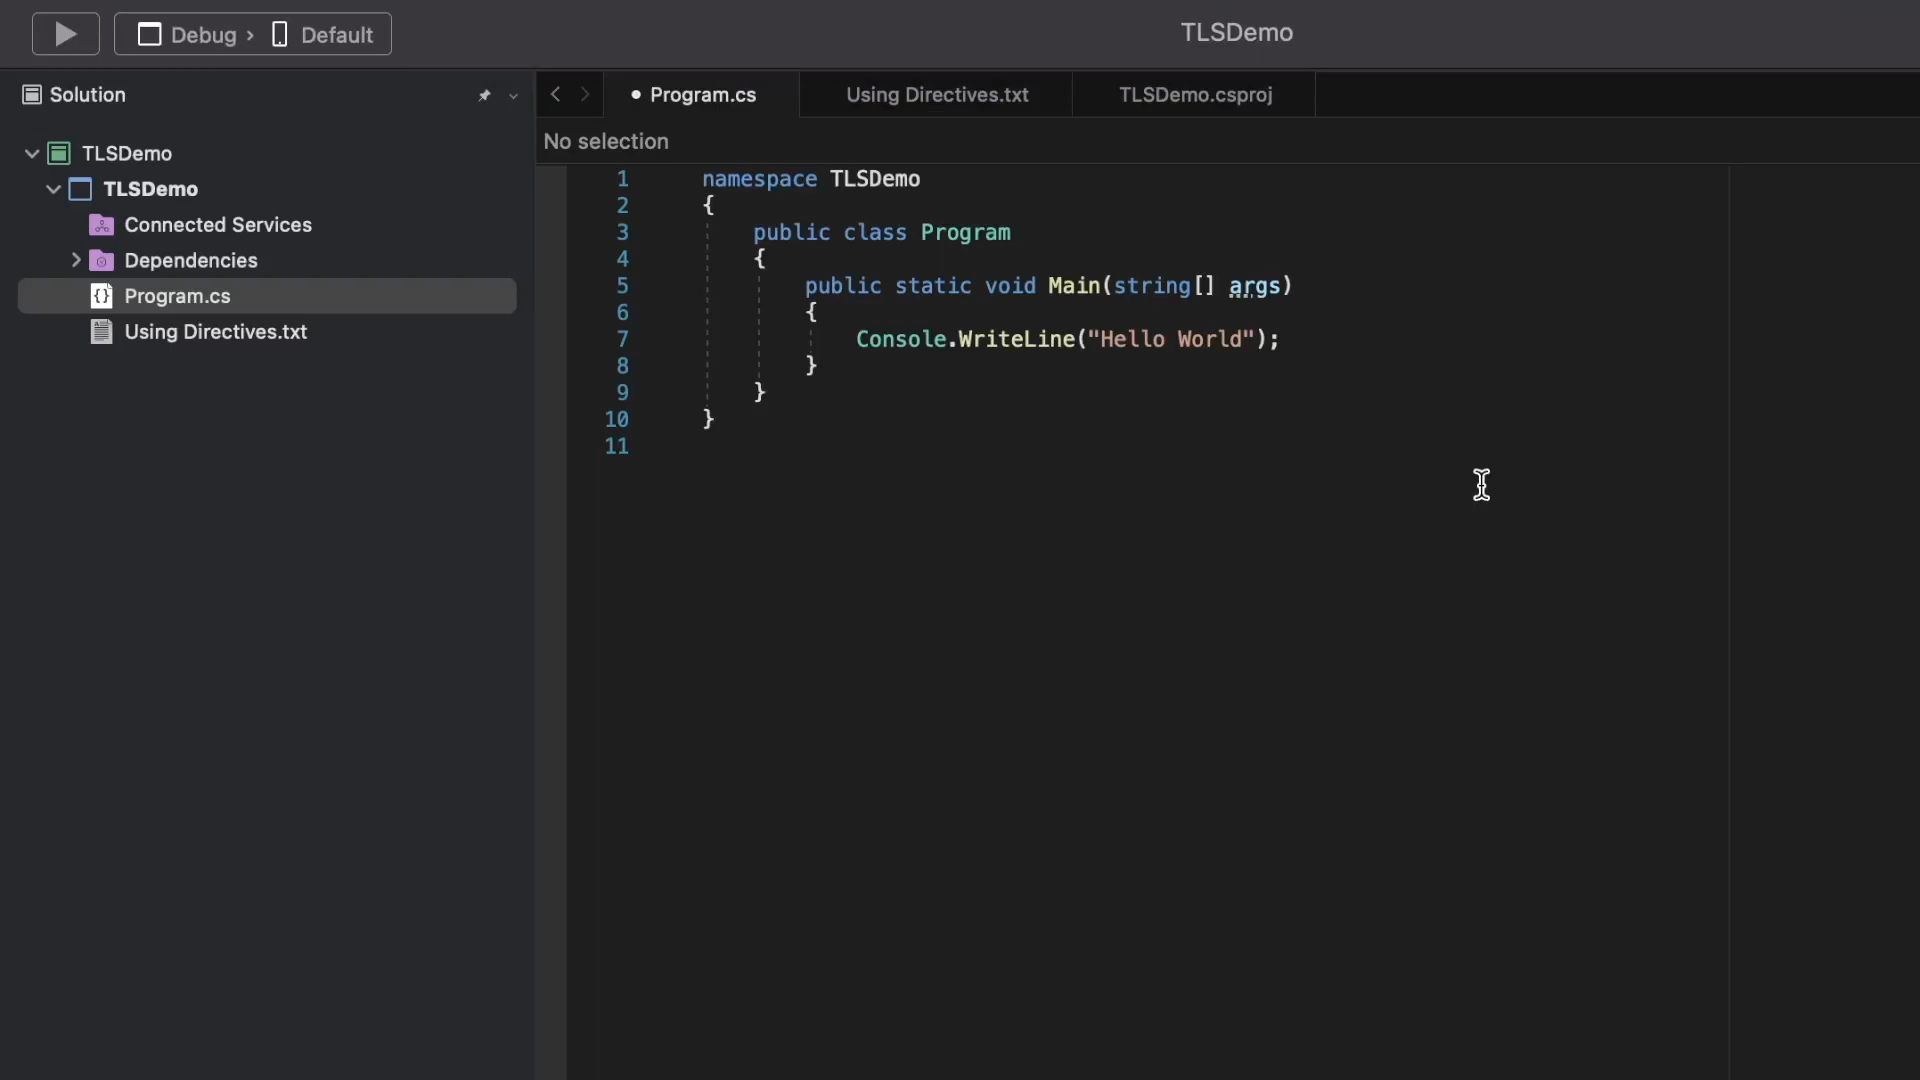 Debug > Default
TLSDemo
Solution
Program.cs
Using Directives.txt
TLSDemo.csproj
No selection
TLSDemo
TLSDemo
Connected Services
Dependencies
Program.cs
Using Directives.txt
1 namespace TLSDemo
2 {
3 public class Program
4 {
5 public static void Main(string[] args)
6 {
7 Console.WriteLine("Hello World");
8 }
9 }
10 }
11